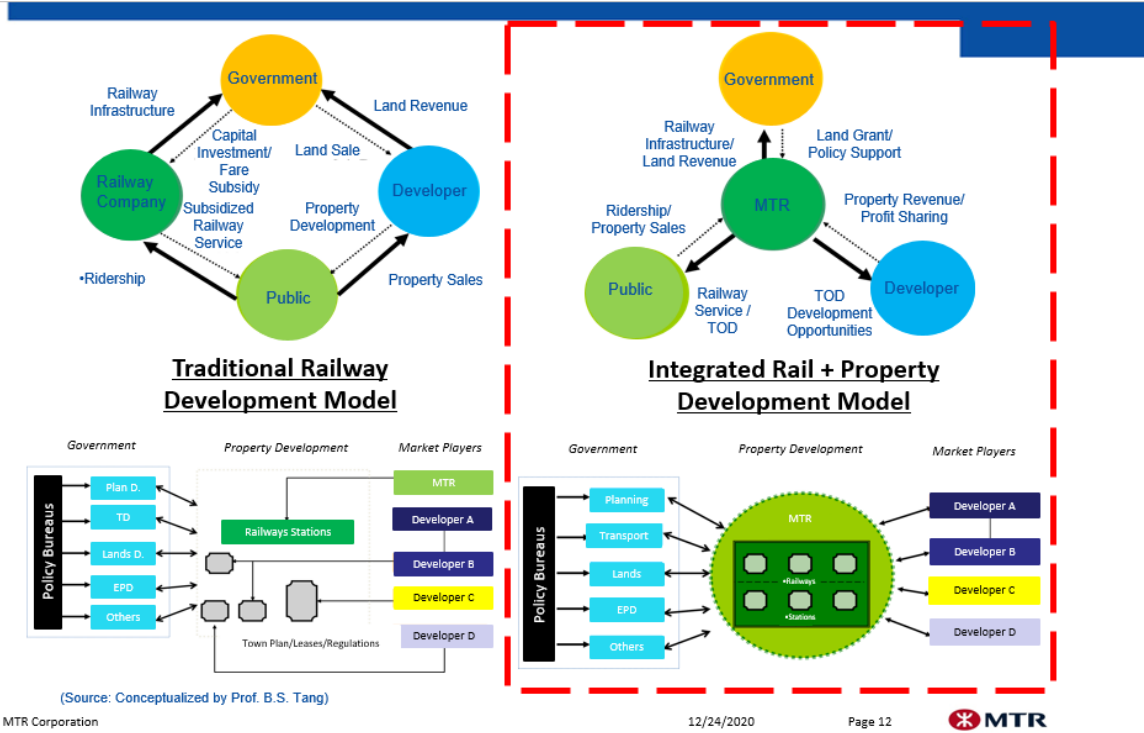 Government
Railway
Infrastructure
Land Revenue
Capital
Investment/
Fare
Subsidy
Land Sale
Railway
Company
Developer
Subsidized
Railway
Service
Property
Development
•Ridership
Public
Property Sales
Traditional Railway
Development Model
Government
Property Development
Market Players
Policy Bureaus
Plan D.
TD
Lands D.
EPD
Others
Railways Stations
MTR
Developer A
Developer B
Developer C
Developer D
Town Plan/Leases/Regulations
Government
Railway
Infrastructure/
Land Revenue
Land Grant/
Policy Support
MTR
Ridership/
Property Sales
Property Revenue/
Profit Sharing
Public
Developer
Railway
Service /
TOD
TOD
Development
Opportunities
Integrated Rail + Property
Development Model
Government
Property Development
Market Players
Policy Bureaus
Planning
Transport
Lands
EPD
Others
MTR
•Railways
•Stations
Developer A
Developer B
Developer C
Developer D
(Source: Conceptualized by Prof. B.S. Tang)
MTR Corporation
12/24/2020
Page 12
MTR